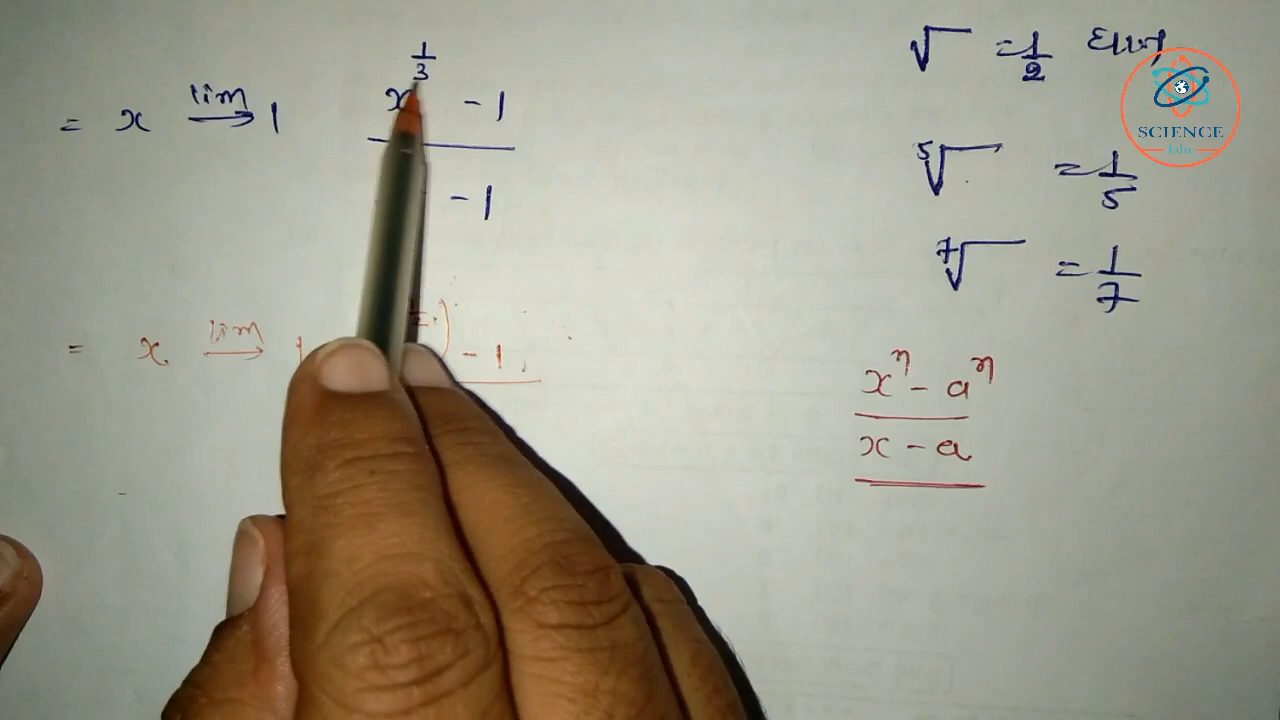 = x lim→ 1 x^(1/3) - 1
- 1
= x lim→ 1 ) - 1
√ = 1/2 ઘાત
⁵√ = 1/5
⁷√ = 1/7
xⁿ - aⁿ
x - a
SCIENCE
Edu.